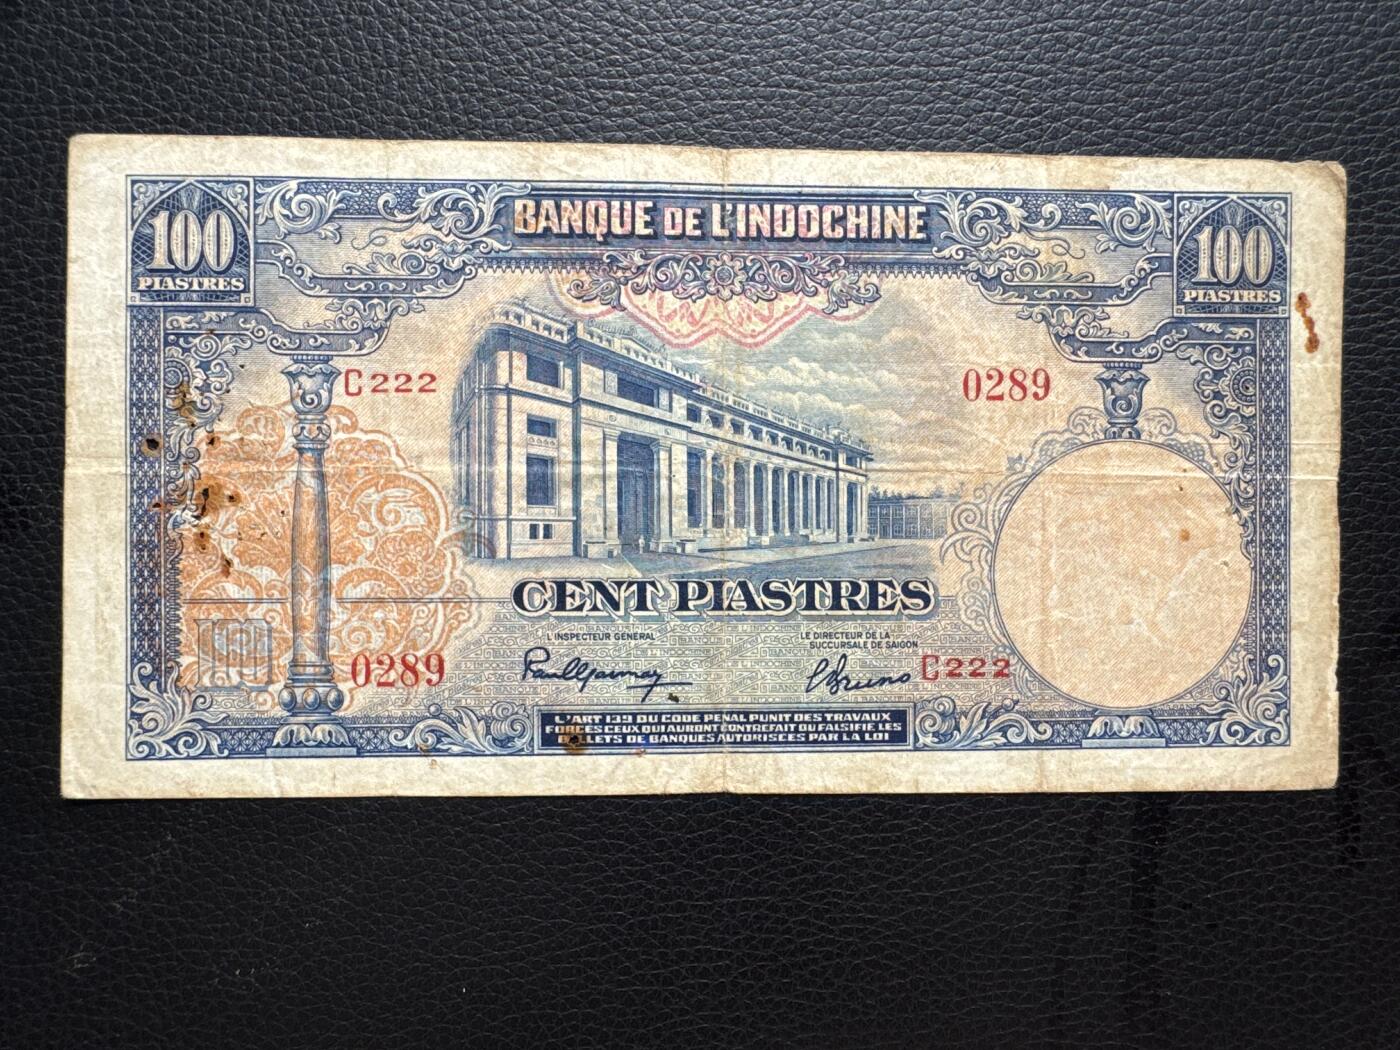 BANQUE DE L'INDOCHINE
100
PIASTRES
100
PIASTRES
C222
0289
CENT PIASTRES
L'INSPECTEUR GÉNÉRAL
LE DIRECTEUR DE LA
SUCCURSALE DE SAIGON
0289
C222
L'ART 139 DU CODE PENAL PUNIT DES TRAVAUX
FORCES CEUX QUI AURONT CONTREFAIT OU FALSIFIE LES
BILLETS DE BANQUES AUTORISCES PAR LA LOI